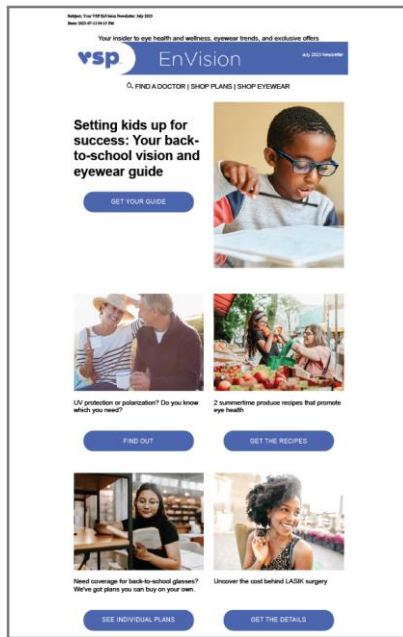 Subject: Your VSP EnVision Newsletter July 2023
Your insider to eye health and wellness, eyewear trends, and exclusive offers
vsp
EnVision
July 2023 Newsletter
FIND A DOCTOR | SHOP PLANS | SHOP EYEWEAR
Setting kids up for
success: Your back-
to-school vision and
eyewear guide
GET YOUR GUIDE
UV protection or polarization? Do you know
which you need?
2 summertime produce recipes that promote
eye health
FIND OUT
GET THE RECIPES
Need coverage for back-to-school glasses?
We've got plans you can buy on your own.
Uncover the cost behind LASIK surgery
SEE INDIVIDUAL PLANS
GET THE DETAILS